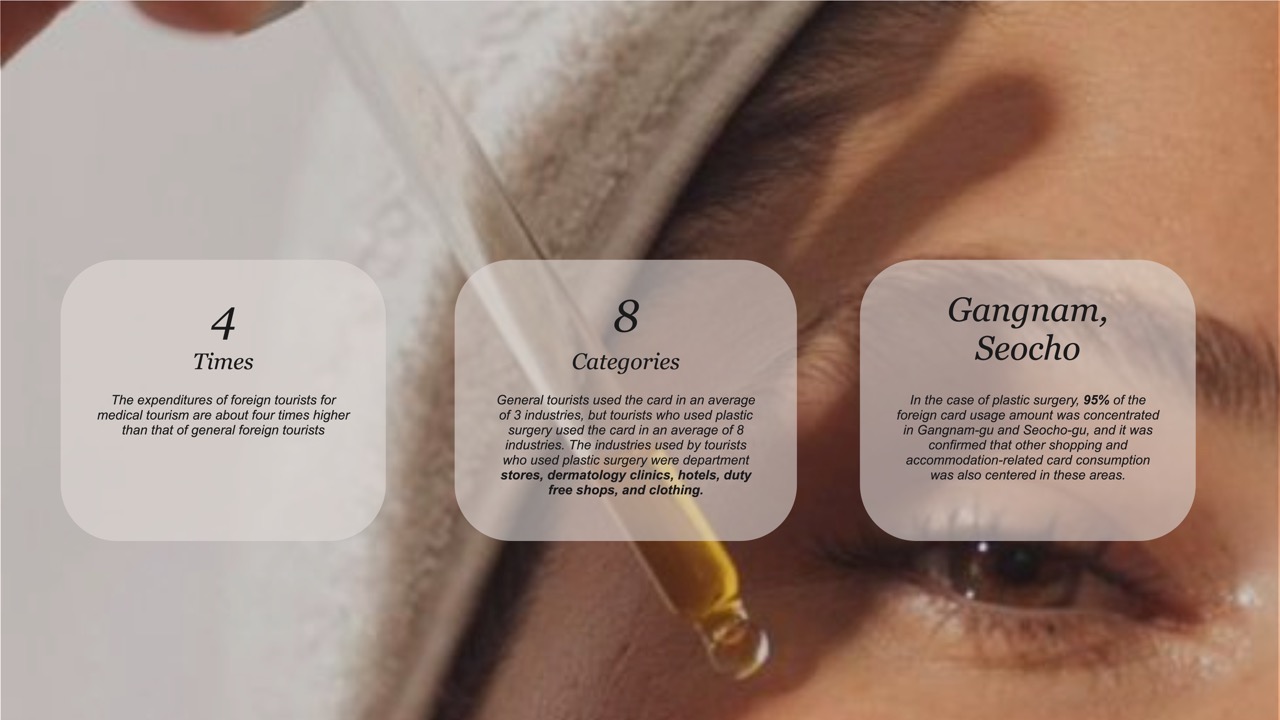 4
Times
The expenditures of foreign tourists for
medical tourism are about four times higher
than that of general foreign tourists
8
Categories
General tourists used the card in an average
of 3 industries, but tourists who used plastic
surgery used the card in an average of 8
industries. The industries used by tourists
who used plastic surgery were department
stores, dermatology clinics, hotels, duty
free shops, and clothing.
Gangnam,
Seocho
In the case of plastic surgery, 95% of the
foreign card usage amount was concentrated
in Gangnam-gu and Seocho-gu, and it was
confirmed that other shopping and
accommodation-related card consumption
was also centered in these areas.